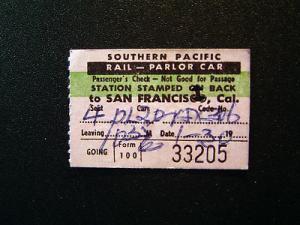 SOUTHERN PACIFIC
RAIL — PARLOR CAR
Passenger's Check — Not Good for Passage
STATION STAMPED ON BACK
to SAN FRANCISCO, Cal.
Seat Car Code No.
4
Leaving M 19
GOING Form 100 33205